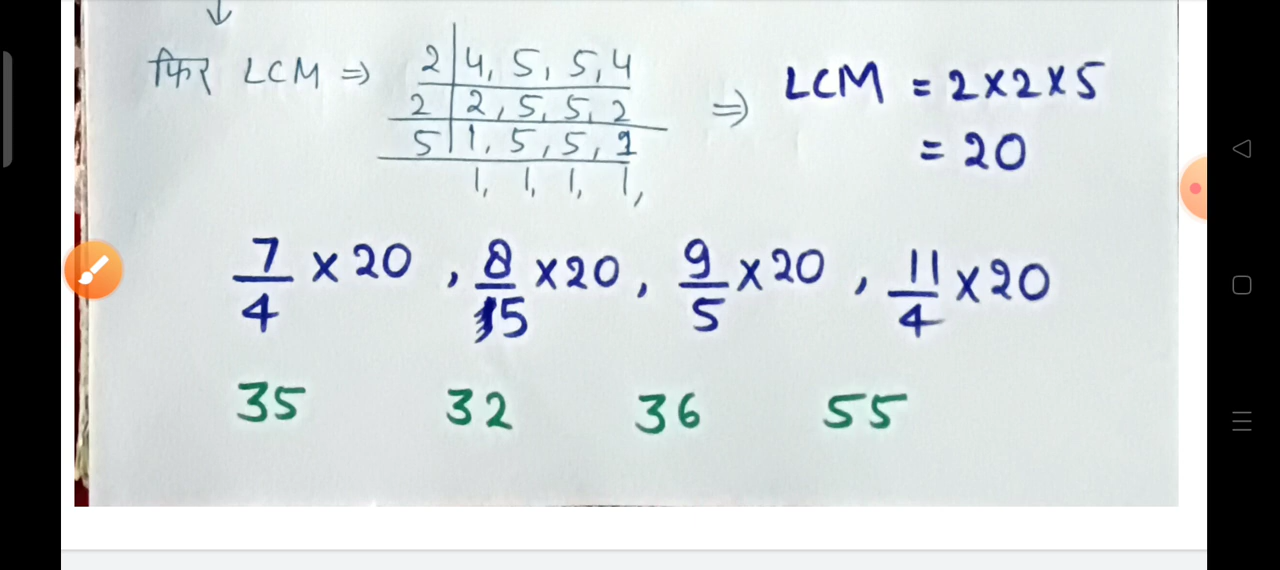 फिर LCM ⇒ 2 | 4, 5, 5, 4
2 | 2, 5, 5, 2
5 | 1, 5, 5, 1
1, 1, 1, 1,
⇒ LCM = 2×2×5
= 20
7/4 × 20 , 8/5 × 20 , 9/5 × 20 , 11/4 × 20
35 32 36 55